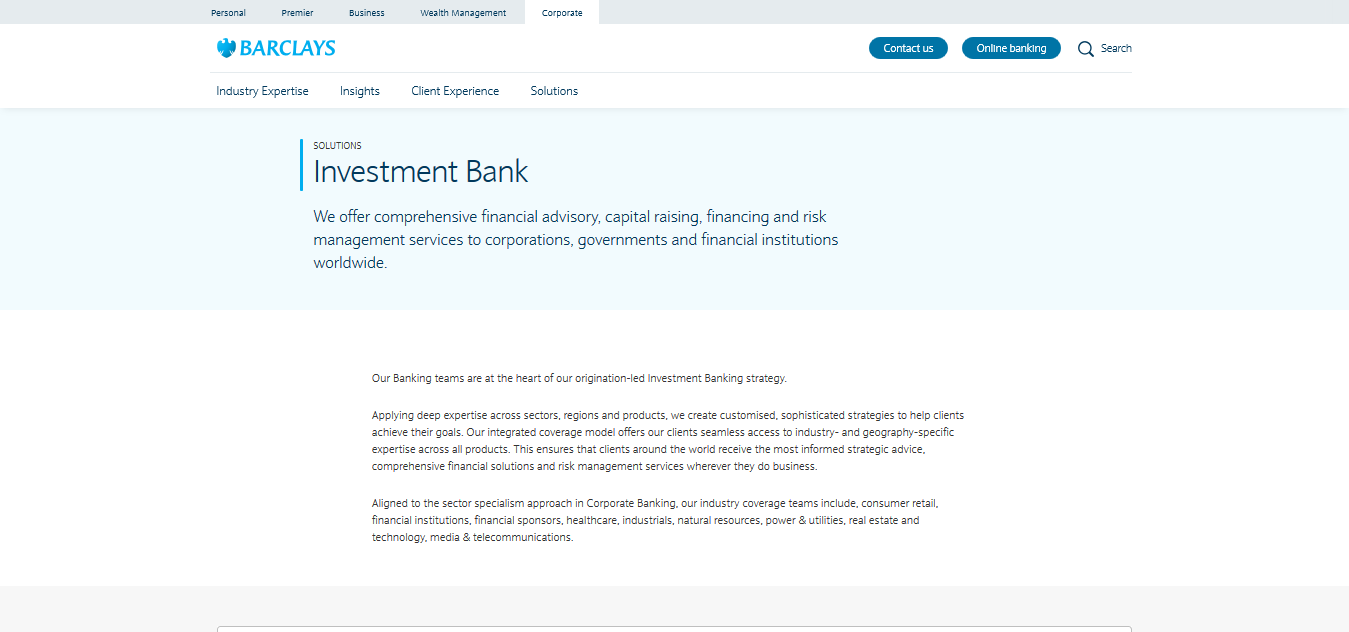 Personal
Premier
Business
Wealth Management
Corporate
BARCLAYS
Contact us
Online banking
Search
Industry Expertise
Insights
Client Experience
Solutions
SOLUTIONS
Investment Bank
We offer comprehensive financial advisory, capital raising, financing and risk
management services to corporations, governments and financial institutions
worldwide.
Our Banking teams are at the heart of our origination-led Investment Banking strategy.
Applying deep expertise across sectors, regions and products, we create customised, sophisticated strategies to help clients
achieve their goals. Our integrated coverage model offers our clients seamless access to industry- and geography-specific
expertise across all products. This ensures that clients around the world receive the most informed strategic advice,
comprehensive financial solutions and risk management services wherever they do business.
Aligned to the sector specialism approach in Corporate Banking, our industry coverage teams include, consumer retail,
financial institutions, financial sponsors, healthcare, industrials, natural resources, power & utilities, real estate and
technology, media & telecommunications.